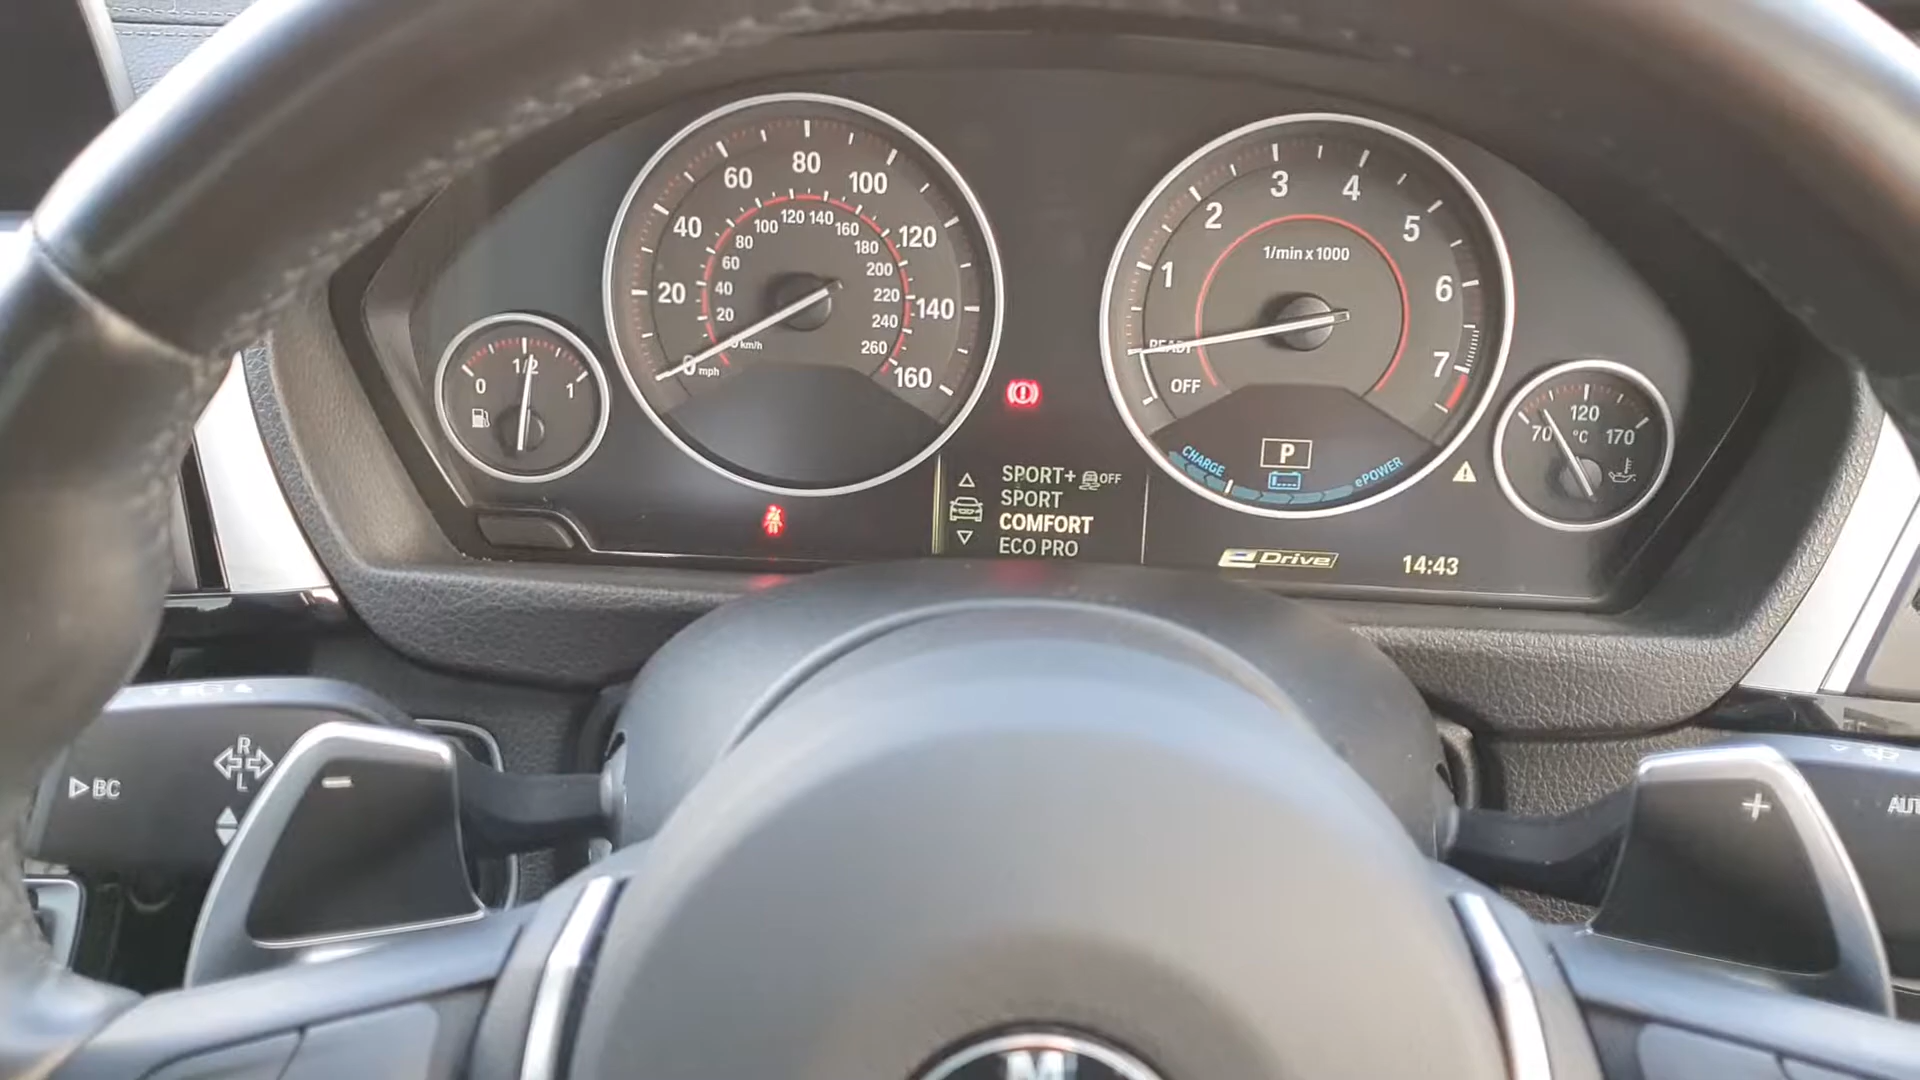 0
1/2
1
0
20
40
60
80
100
120
140
160
mph
20
40
60
80
100
120
140
160
180
200
220
240
260
km/h
SPORT+ OFF
SPORT
COMFORT
ECO PRO
1
2
3
4
5
6
7
1/min x 1000
READY
OFF
P
CHARGE
ePOWER
eDrive
14:43
70
120
170
°C
BC
R
L
−
+